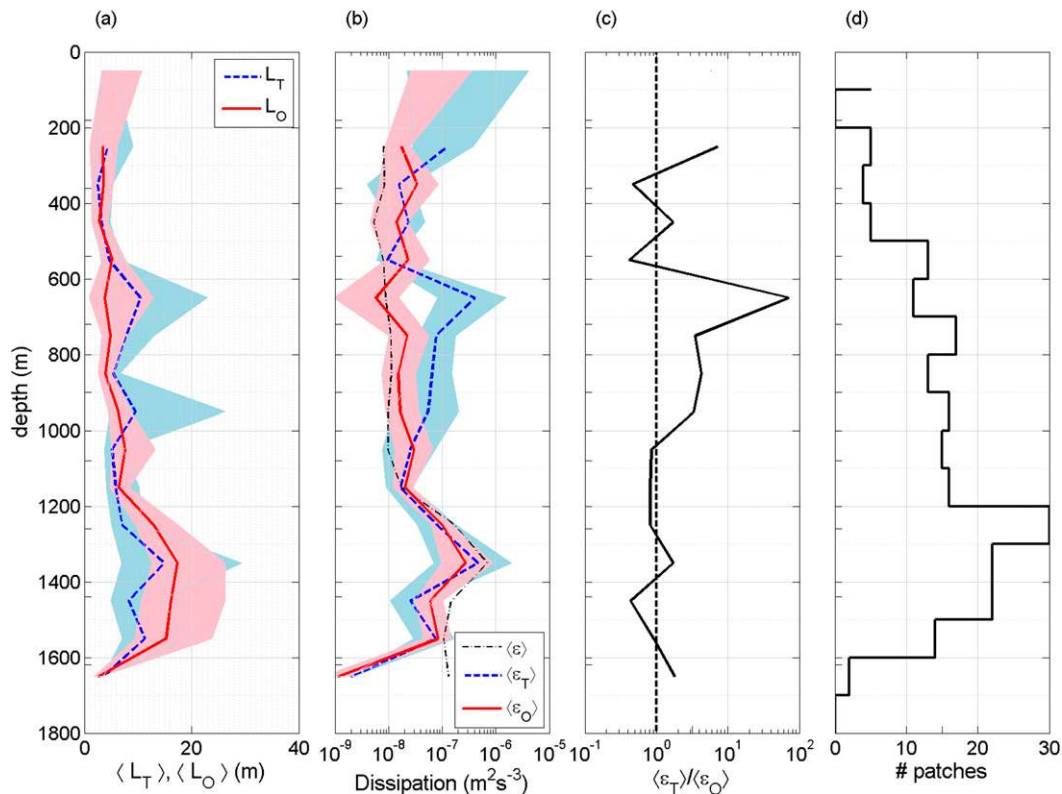 (a) (b) (c) (d)
0
200
400
600
800
1000
1200
1400
1600
1800
depth (m)
L_T
L_O
⟨ε⟩
⟨ε_T⟩
⟨ε_O⟩
0 20 40
10^-9 10^-8 10^-7 10^-6 10^-5
10^-1 10^0 10^1 10^2
0 10 20 30
⟨ L_T ⟩, ⟨ L_O ⟩ (m)
Dissipation (m^2s^-3)
⟨ε_T⟩/⟨ε_O⟩
# patches